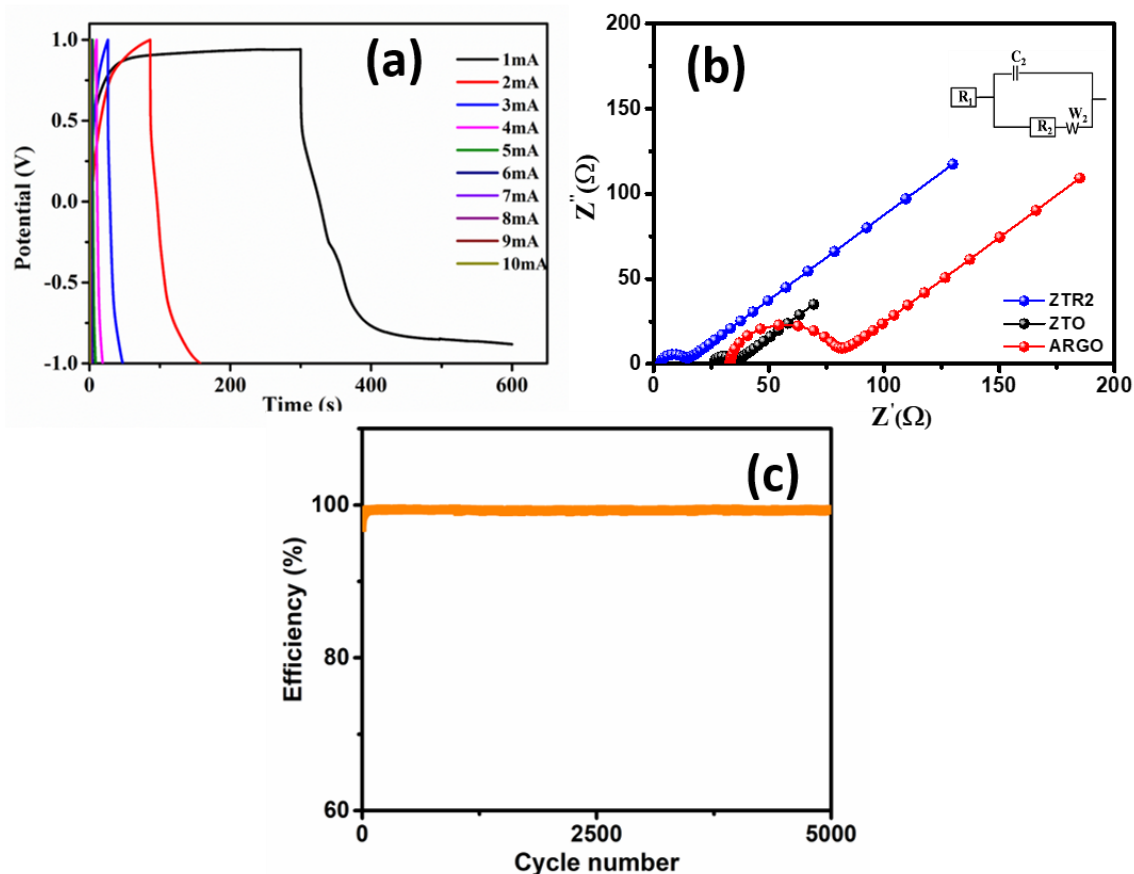 (a)
1.0
0.5
0.0
-0.5
-1.0
Potential (V)
0
200
400
600
Time (s)
1mA
2mA
3mA
4mA
5mA
6mA
7mA
8mA
9mA
10mA
(b)
200
150
100
50
0
Z''(Ω)
0
50
100
150
200
Z'(Ω)
C2
R1
R2
W2
ZTR2
ZTO
ARGO
(c)
100
80
60
Efficiency (%)
0
2500
5000
Cycle number